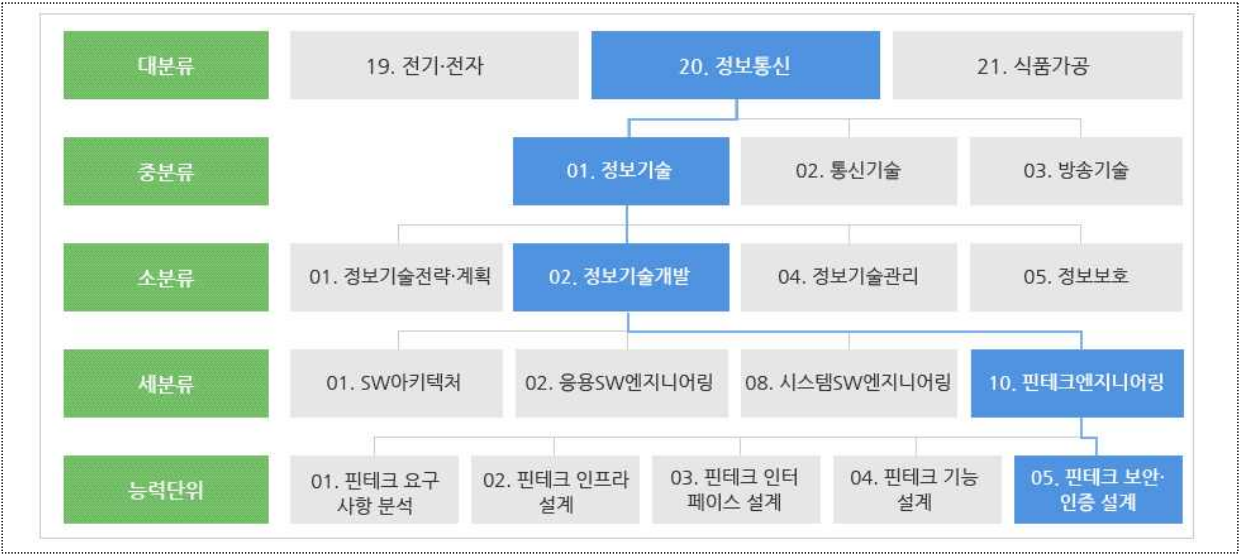 대분류
19. 전기·전자
20. 정보통신
21. 식품가공
중분류
01. 정보기술
02. 통신기술
03. 방송기술
소분류
01. 정보기술전략·계획
02. 정보기술개발
04. 정보기술관리
05. 정보보호
세분류
01. SW아키텍처
02. 응용SW엔지니어링
08. 시스템SW엔지니어링
10. 핀테크엔지니어링
능력단위
01. 핀테크 요구
사항 분석
02. 핀테크 인프라
설계
03. 핀테크 인터
페이스 설계
04. 핀테크 기능
설계
05. 핀테크 보안·
인증 설계